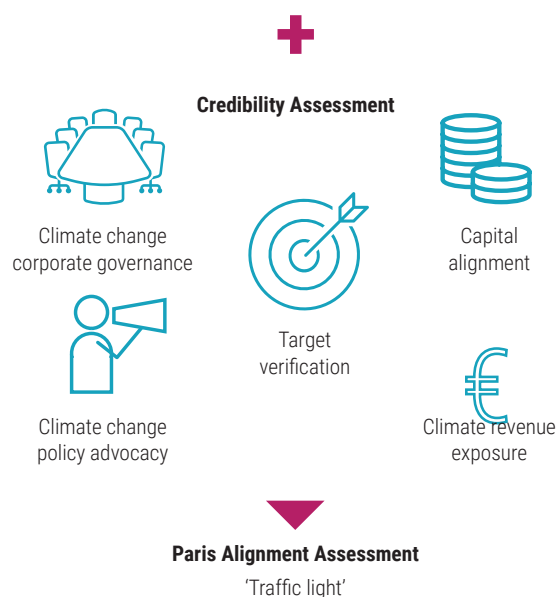 Credibility Assessment
Climate change
corporate governance
Capital
alignment
Target
verification
Climate change
policy advocacy
Climate revenue
exposure
Paris Alignment Assessment
'Traffic light'